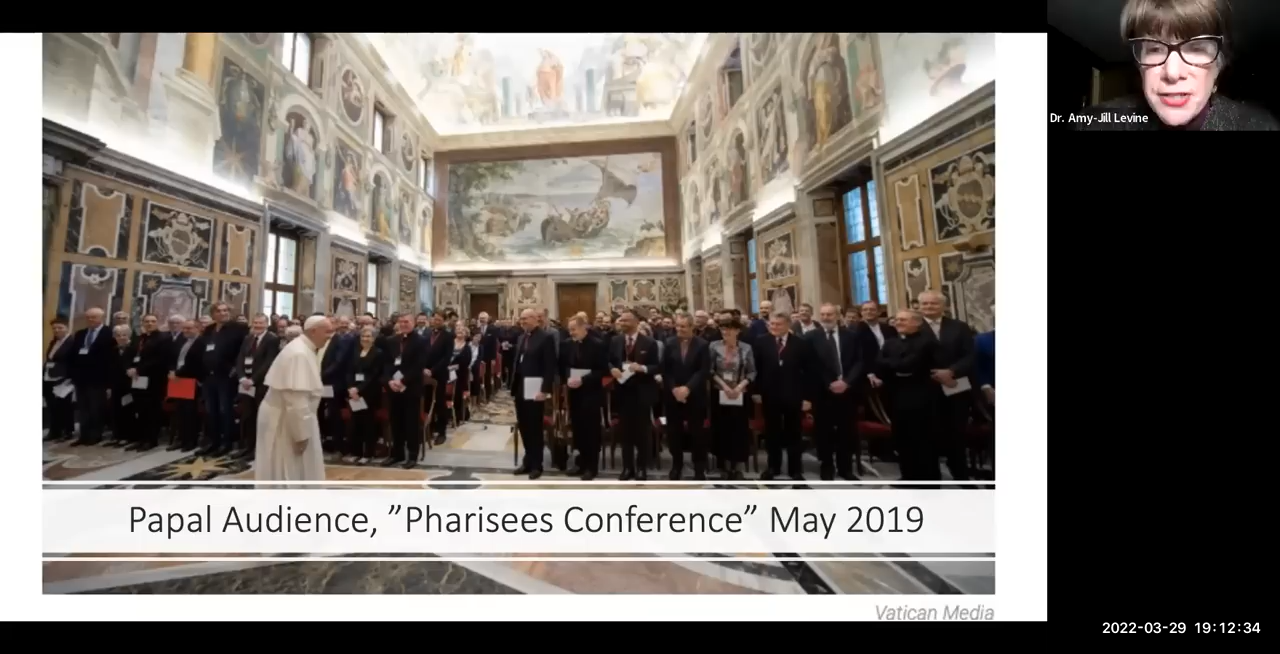 Dr. Amy-Jill Levine
Papal Audience, ”Pharisees Conference” May 2019
Vatican Media
2022-03-29 19:12:34